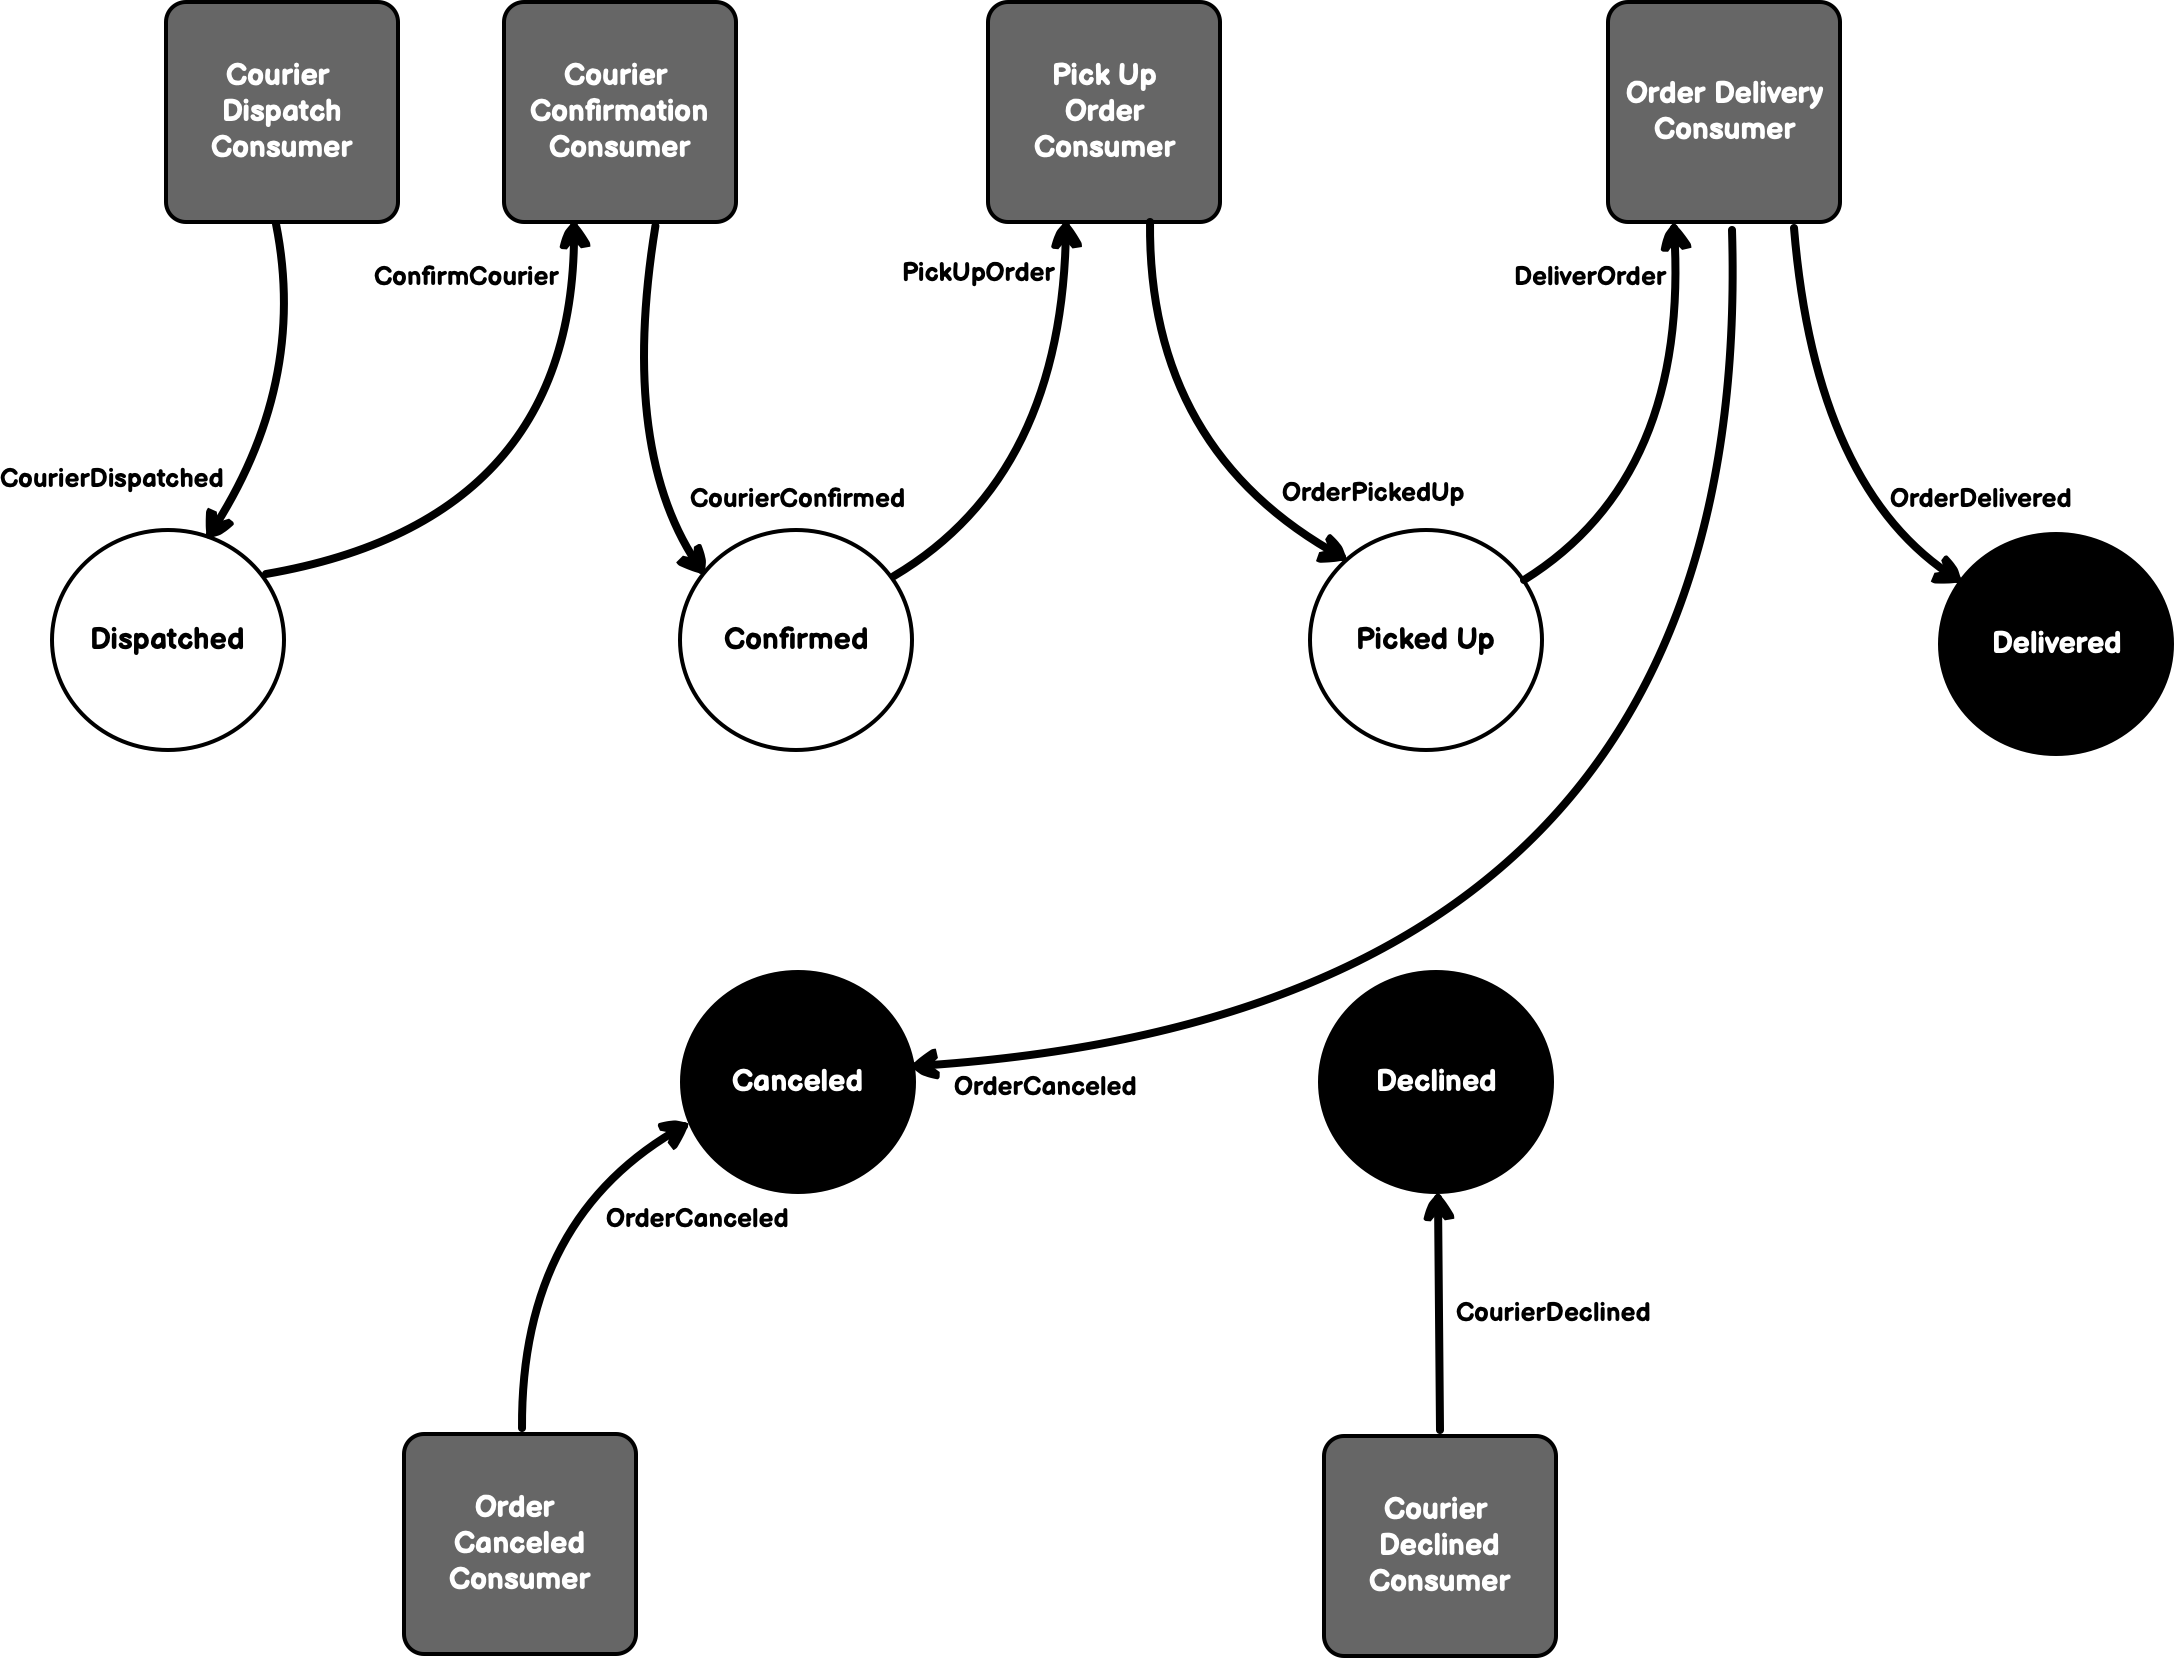 Courier
Dispatch
Consumer
Courier
Confirmation
Consumer
Pick Up
Order
Consumer
Order Delivery
Consumer
ConfirmCourier
PickUpOrder
DeliverOrder
CourierDispatched
CourierConfirmed
OrderPickedUp
OrderDelivered
Dispatched
Confirmed
Picked Up
Delivered
Canceled
OrderCanceled
Declined
OrderCanceled
CourierDeclined
Order
Canceled
Consumer
Courier
Declined
Consumer